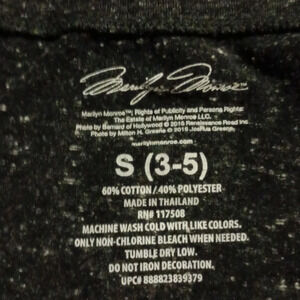 Marilyn Monroe
Marilyn Monroe™; Rights of Publicity and Persona Rights:
The Estate of Marilyn Monroe LLC.
Photo by Bernard of Hollywood © 2015 Renaissance Road Inc.
Photo by Milton H. Greene © 2015 Joshua Greene
marilynmonroe.com
S (3-5)
60% COTTON / 40% POLYESTER
MADE IN THAILAND
RN# 117508
MACHINE WASH COLD WITH LIKE COLORS.
ONLY NON-CHLORINE BLEACH WHEN NEEDED.
TUMBLE DRY LOW.
DO NOT IRON DECORATION.
UPC# 888823839379